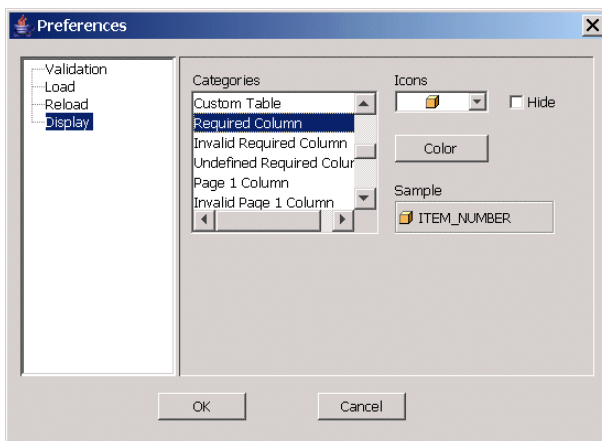 Preferences
Validation
Load
Reload
Display
Categories
Custom Table
Required Column
Invalid Required Column
Undefined Required Colur
Page 1 Column
Invalid Page 1 Column
Icons
Hide
Color
Sample
ITEM_NUMBER
OK
Cancel